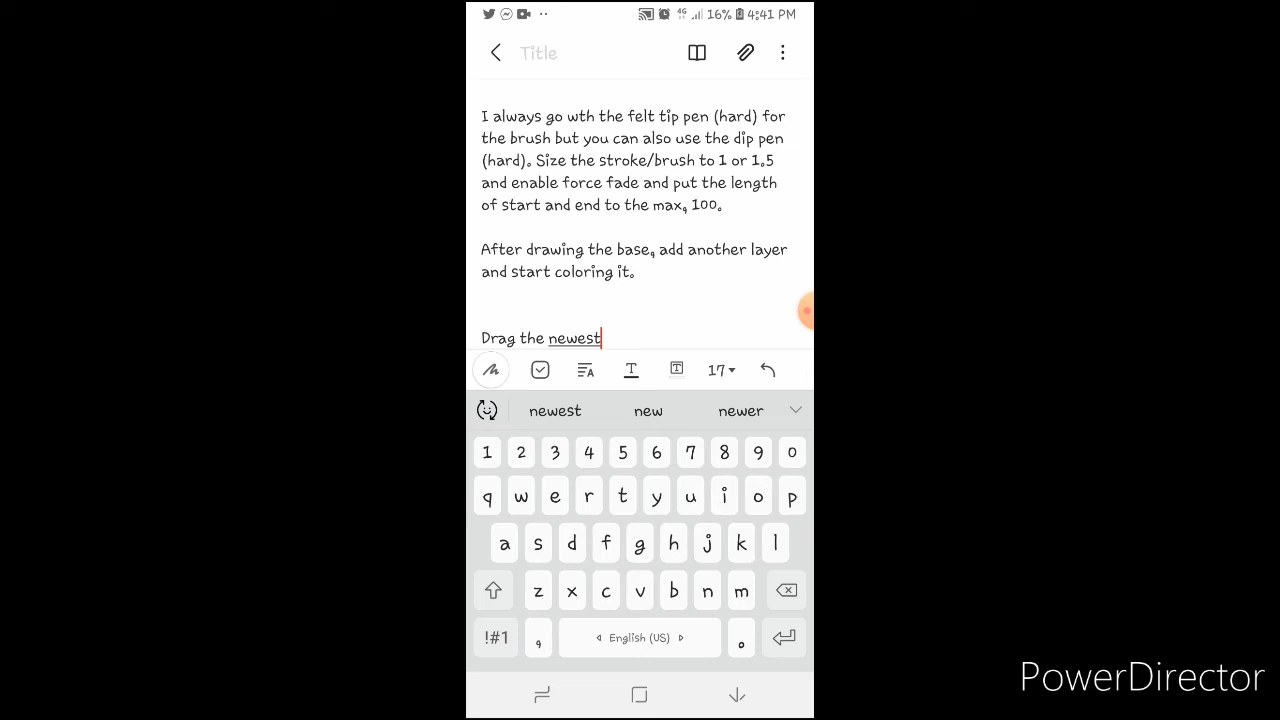 4G 16% 4:41 PM
Title
I always go wth the felt tip pen (hard) for
the brush but you can also use the dip pen
(hard). Size the stroke/brush to 1 or 1.5
and enable force fade and put the length
of start and end to the max, 100.
After drawing the base, add another layer
and start coloring it.
Drag the newest
17
newest new newer
1 2 3 4 5 6 7 8 9 0
q w e r t y u i o p
a s d f g h j k l
z x c v b n m
!#1 , English (US) .
PowerDirector